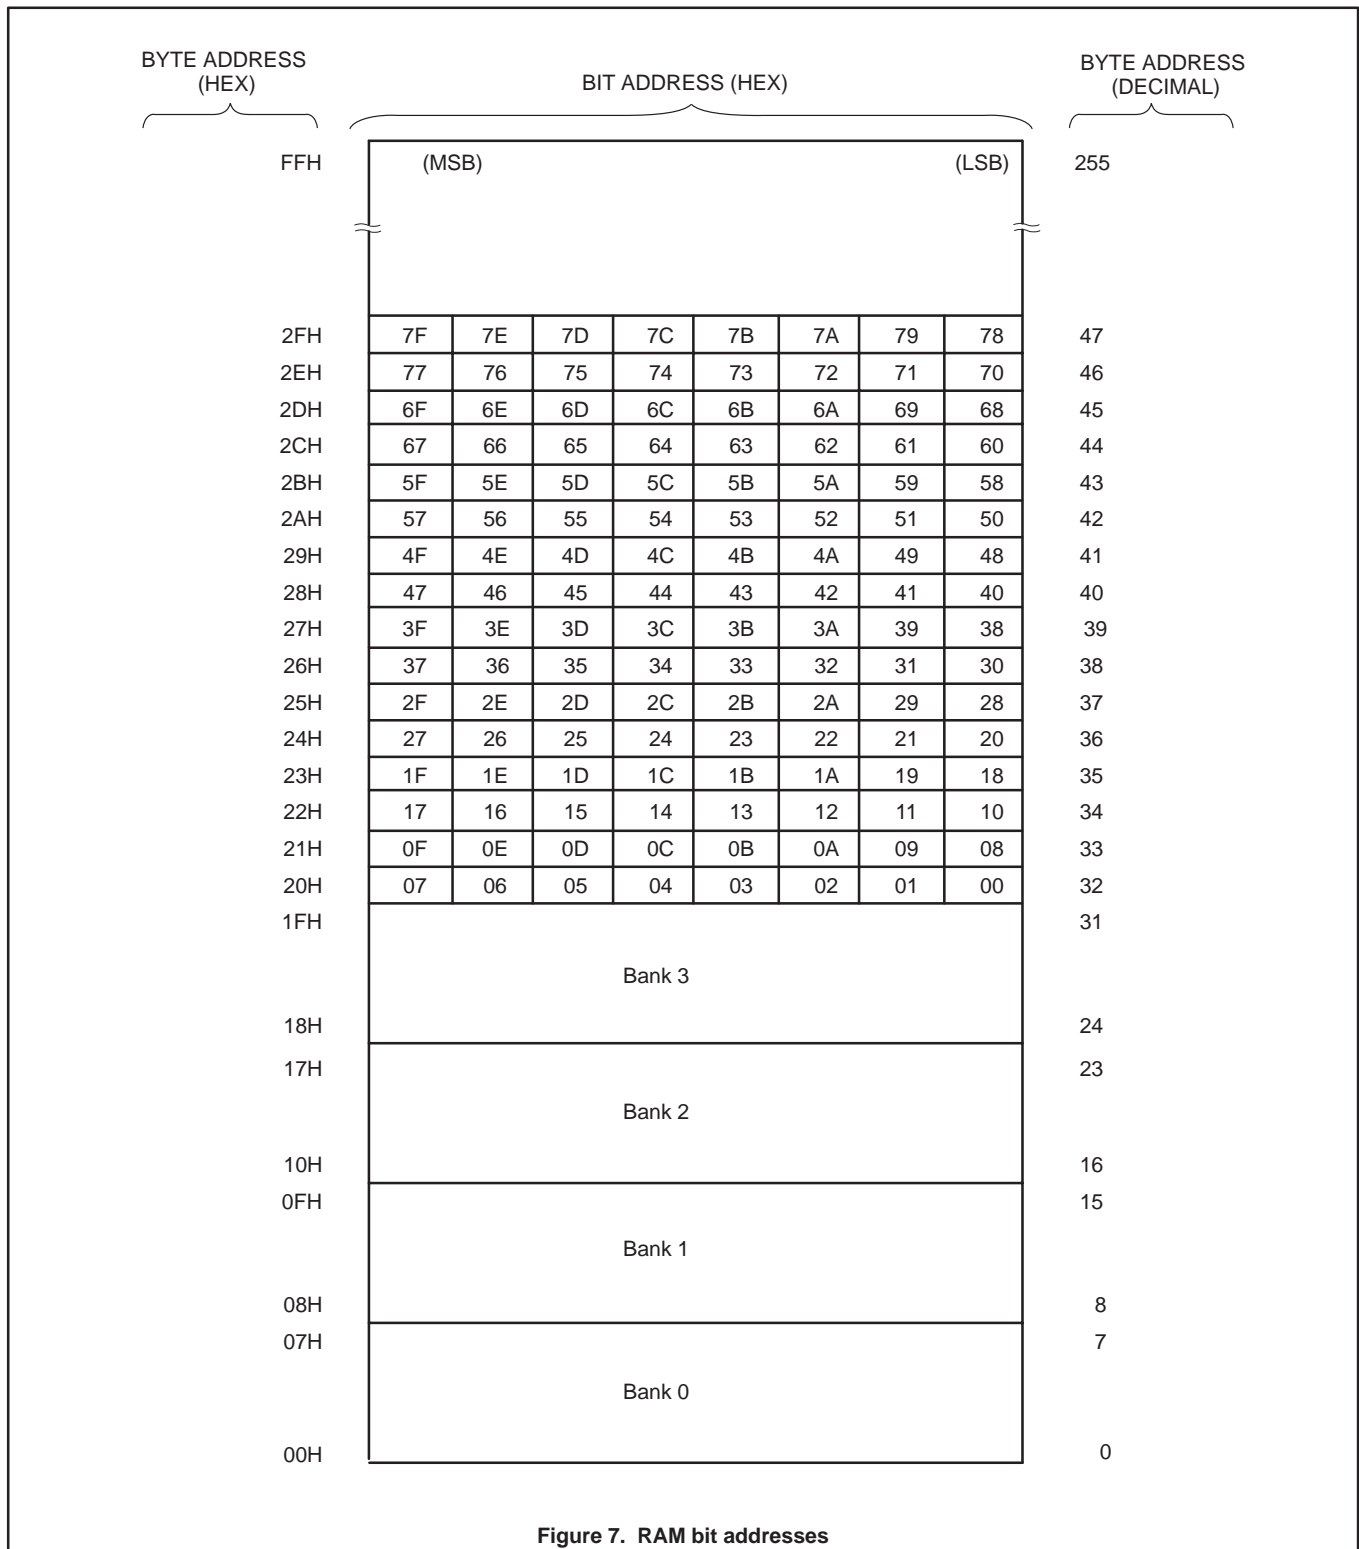 BYTE ADDRESS
(HEX)
BIT ADDRESS (HEX)
BYTE ADDRESS
(DECIMAL)
FFH (MSB) (LSB) 255
2FH 7F 7E 7D 7C 7B 7A 79 78 47
2EH 77 76 75 74 73 72 71 70 46
2DH 6F 6E 6D 6C 6B 6A 69 68 45
2CH 67 66 65 64 63 62 61 60 44
2BH 5F 5E 5D 5C 5B 5A 59 58 43
2AH 57 56 55 54 53 52 51 50 42
29H 4F 4E 4D 4C 4B 4A 49 48 41
28H 47 46 45 44 43 42 41 40 40
27H 3F 3E 3D 3C 3B 3A 39 38 39
26H 37 36 35 34 33 32 31 30 38
25H 2F 2E 2D 2C 2B 2A 29 28 37
24H 27 26 25 24 23 22 21 20 36
23H 1F 1E 1D 1C 1B 1A 19 18 35
22H 17 16 15 14 13 12 11 10 34
21H 0F 0E 0D 0C 0B 0A 09 08 33
20H 07 06 05 04 03 02 01 00 32
1FH 31
Bank 3
18H 24
17H 23
Bank 2
10H 16
0FH 15
Bank 1
08H 8
07H 7
Bank 0
00H 0
Figure 7. RAM bit addresses